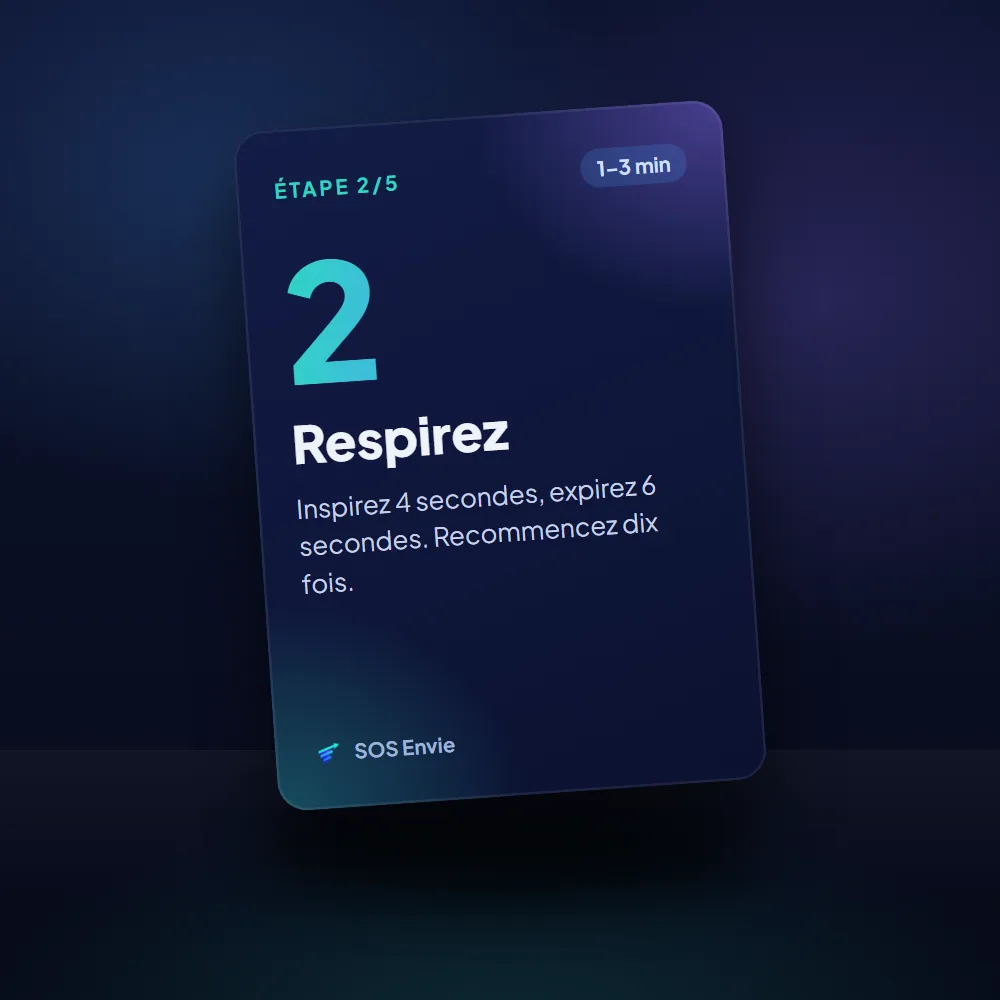 ÉTAPE 2/5
1–3 min
2
Respirez
Inspirez 4 secondes, expirez 6
secondes. Recommencez dix
fois.
SOS Envie